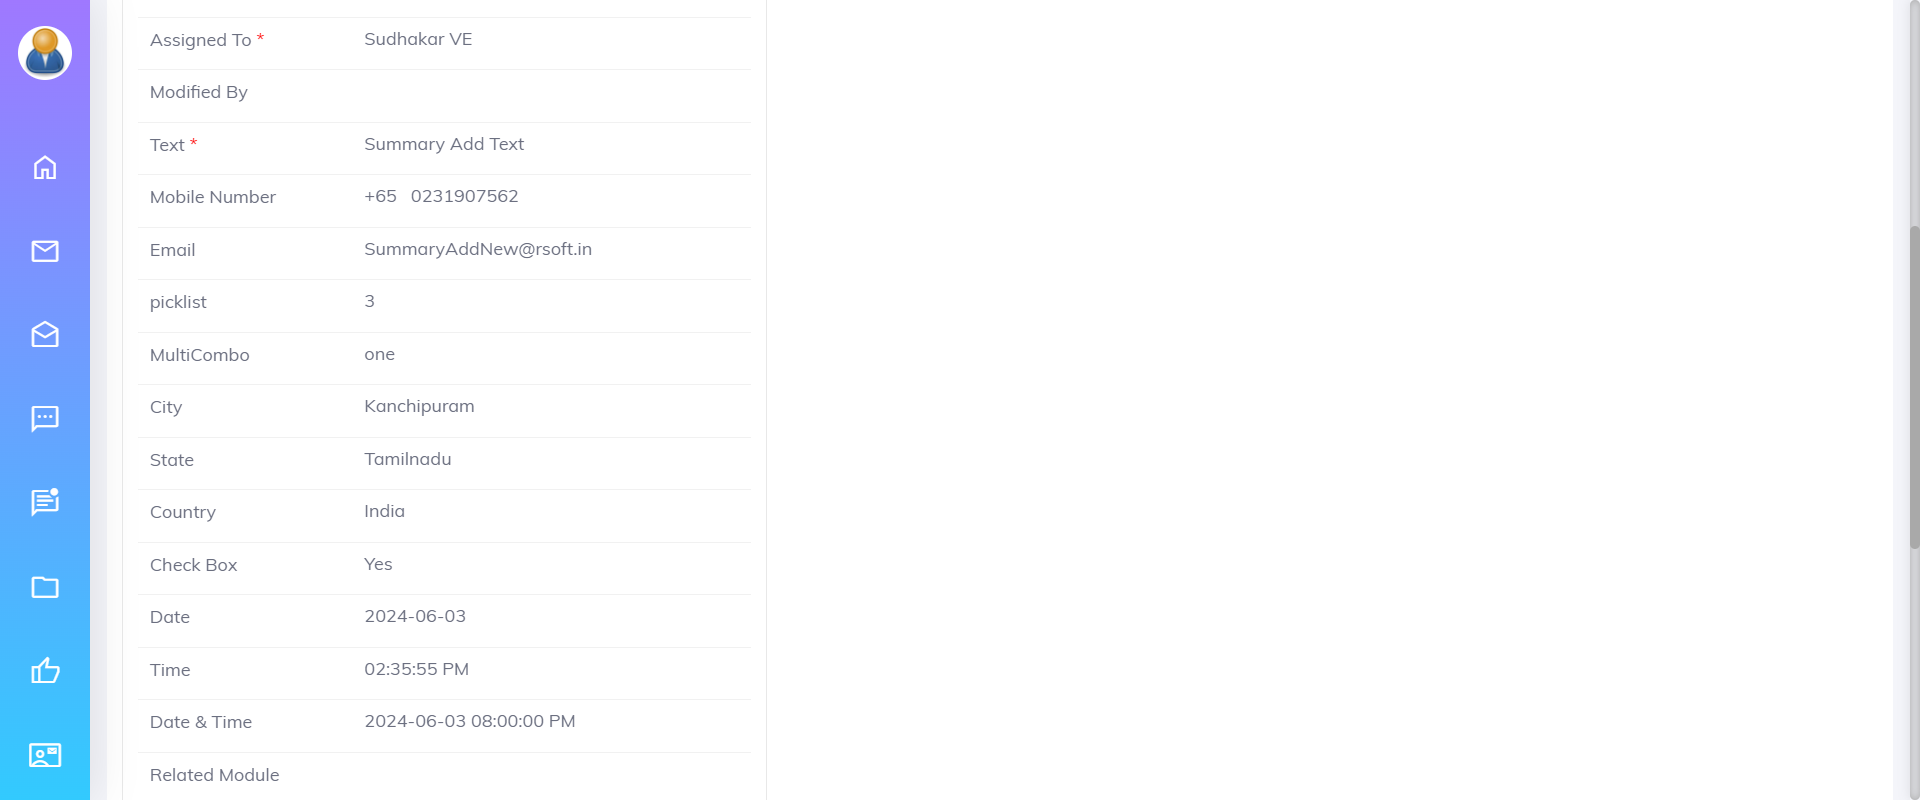 Assigned To * Sudhakar VE
Modified By
Text * Summary Add Text
Mobile Number +65 0231907562
Email SummaryAddNew@rsoft.in
picklist 3
MultiCombo one
City Kanchipuram
State Tamilnadu
Country India
Check Box Yes
Date 2024-06-03
Time 02:35:55 PM
Date & Time 2024-06-03 08:00:00 PM
Related Module